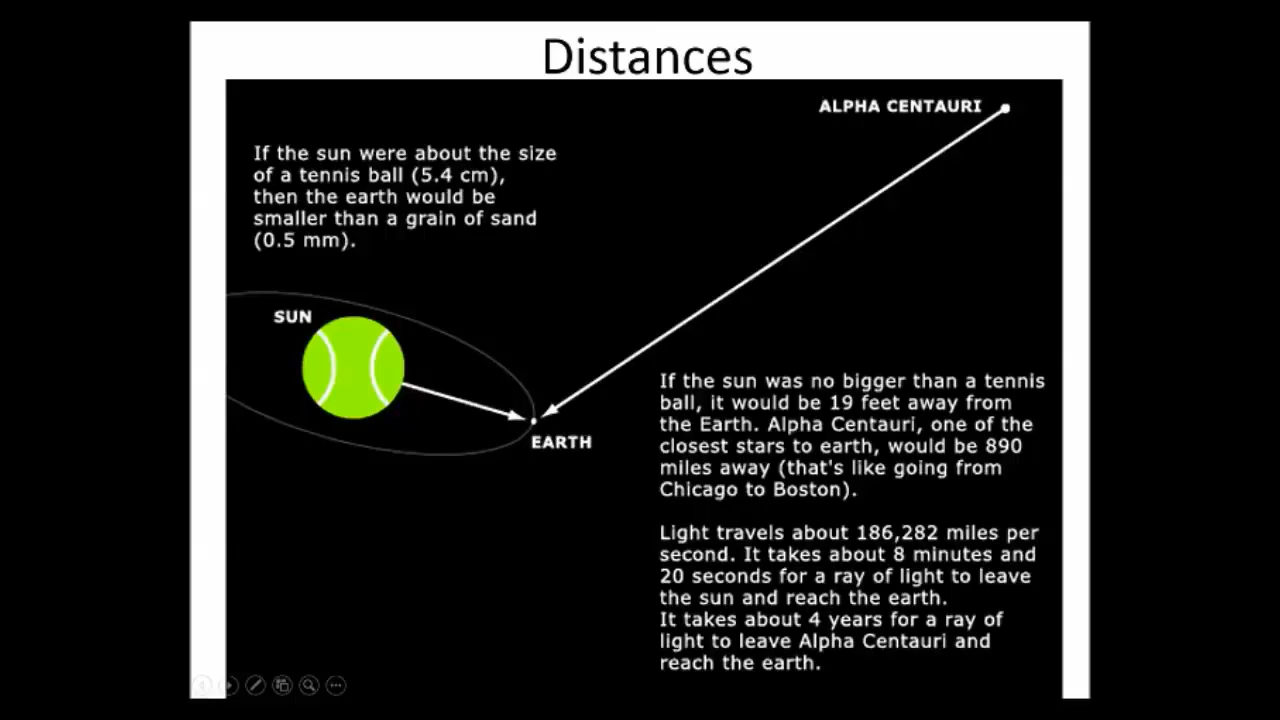 Distances
ALPHA CENTAURI
If the sun were about the size
of a tennis ball (5.4 cm),
then the earth would be
smaller than a grain of sand
(0.5 mm).
SUN
EARTH
If the sun was no bigger than a tennis
ball, it would be 19 feet away from
the Earth. Alpha Centauri, one of the
closest stars to earth, would be 890
miles away (that's like going from
Chicago to Boston).
Light travels about 186,282 miles per
second. It takes about 8 minutes and
20 seconds for a ray of light to leave
the sun and reach the earth.
It takes about 4 years for a ray of
light to leave Alpha Centauri and
reach the earth.